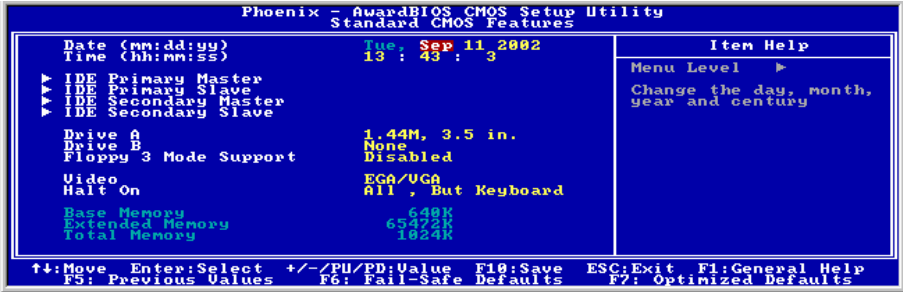 Phoenix - AwardBIOS CMOS Setup Utility
Standard CMOS Features
Date (mm:dd:yy) Tue, Sep 11 2002
Time (hh:mm:ss) 13 : 43 : 3
► IDE Primary Master
► IDE Primary Slave
► IDE Secondary Master
► IDE Secondary Slave
Drive A 1.44M, 3.5 in.
Drive B None
Floppy 3 Mode Support Disabled
Video EGA/VGA
Halt On All , But Keyboard
Base Memory 640K
Extended Memory 65472K
Total Memory 1024K
Item Help
Menu Level ►
Change the day, month,
year and century
↑↓:Move Enter:Select +/-/PU/PD:Value F10:Save ESC:Exit F1:General Help
F5: Previous Values F6: Fail-Safe Defaults F7: Optimized Defaults